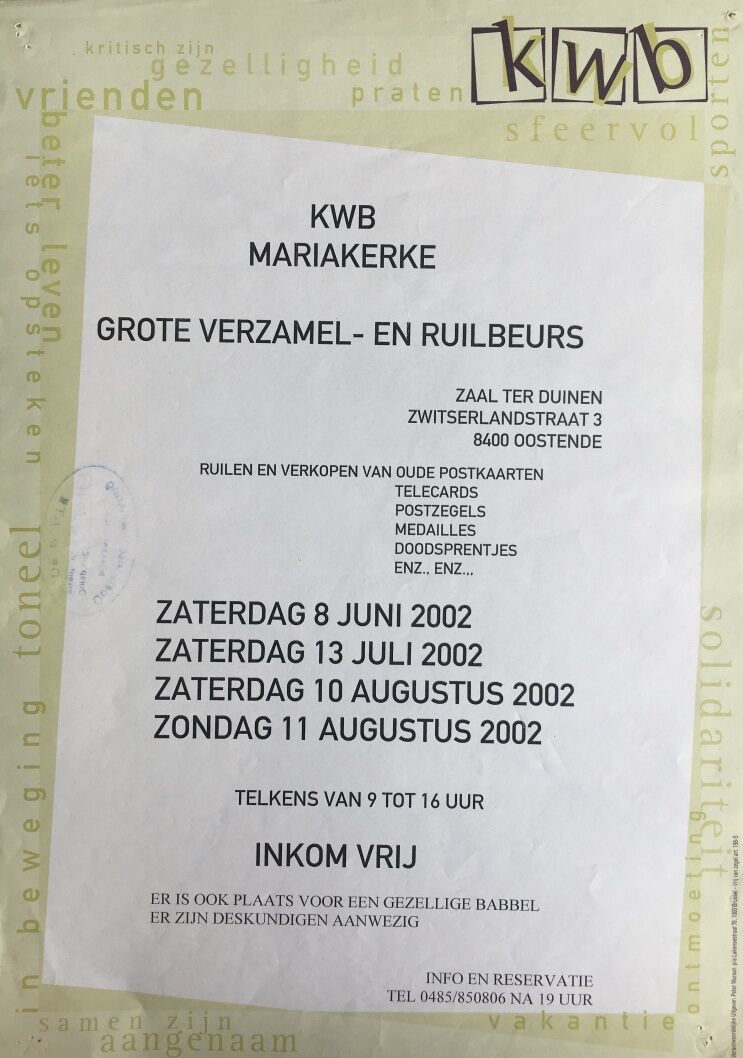 kritisch zijn
gezelligheid
vrienden
praten
kwb
sfeervol
sporten
beter leven
iets opsteken
KWB
MARIAKERKE
GROTE VERZAMEL- EN RUILBEURS
ZAAL TER DUINEN
ZWITSERLANDSTRAAT 3
8400 OOSTENDE
RUILEN EN VERKOPEN VAN OUDE POSTKAARTEN
TELECARDS
POSTZEGELS
MEDAILLES
DOODSPRENTJES
ENZ., ENZ.,,
toneel
in beweging
ZATERDAG 8 JUNI 2002
ZATERDAG 13 JULI 2002
ZATERDAG 10 AUGUSTUS 2002
ZONDAG 11 AUGUSTUS 2002
solidariteit
TELKENS VAN 9 TOT 16 UUR
INKOM VRIJ
ER IS OOK PLAATS VOOR EEN GEZELLIGE BABBEL
ER ZIJN DESKUNDIGEN AANWEZIG
ontmoeting
INFO EN RESERVATIE
TEL 0485/850806 NA 19 UUR
samen zijn
aangenaam
vakantie